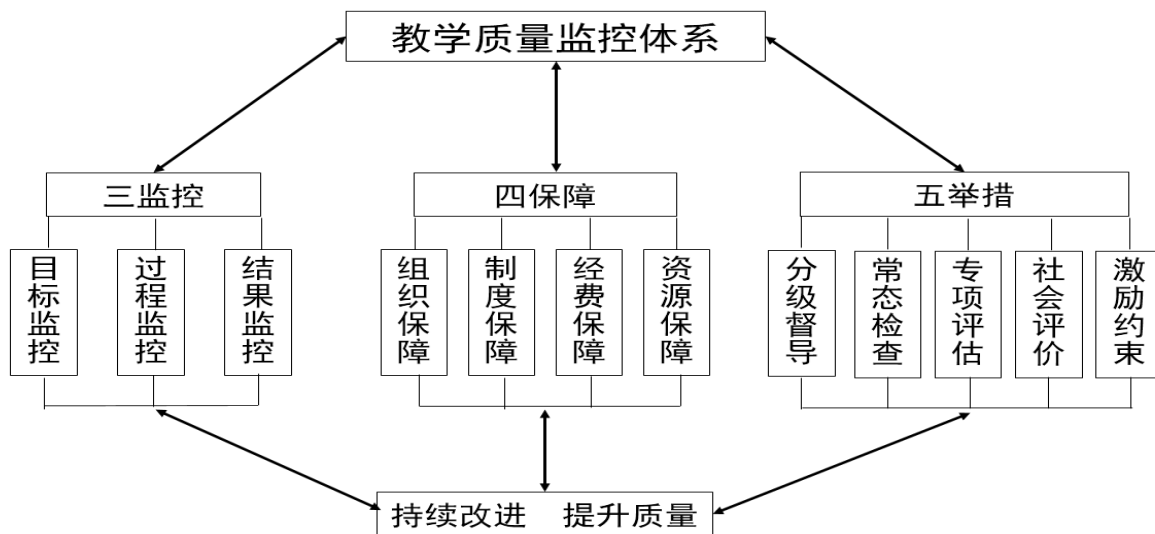 教学质量监控体系
三监控
四保障
五举措
目标监控
过程监控
结果监控
组织保障
制度保障
经费保障
资源保障
分级督导
常态检查
专项评估
社会评价
激励约束
持续改进 提升质量